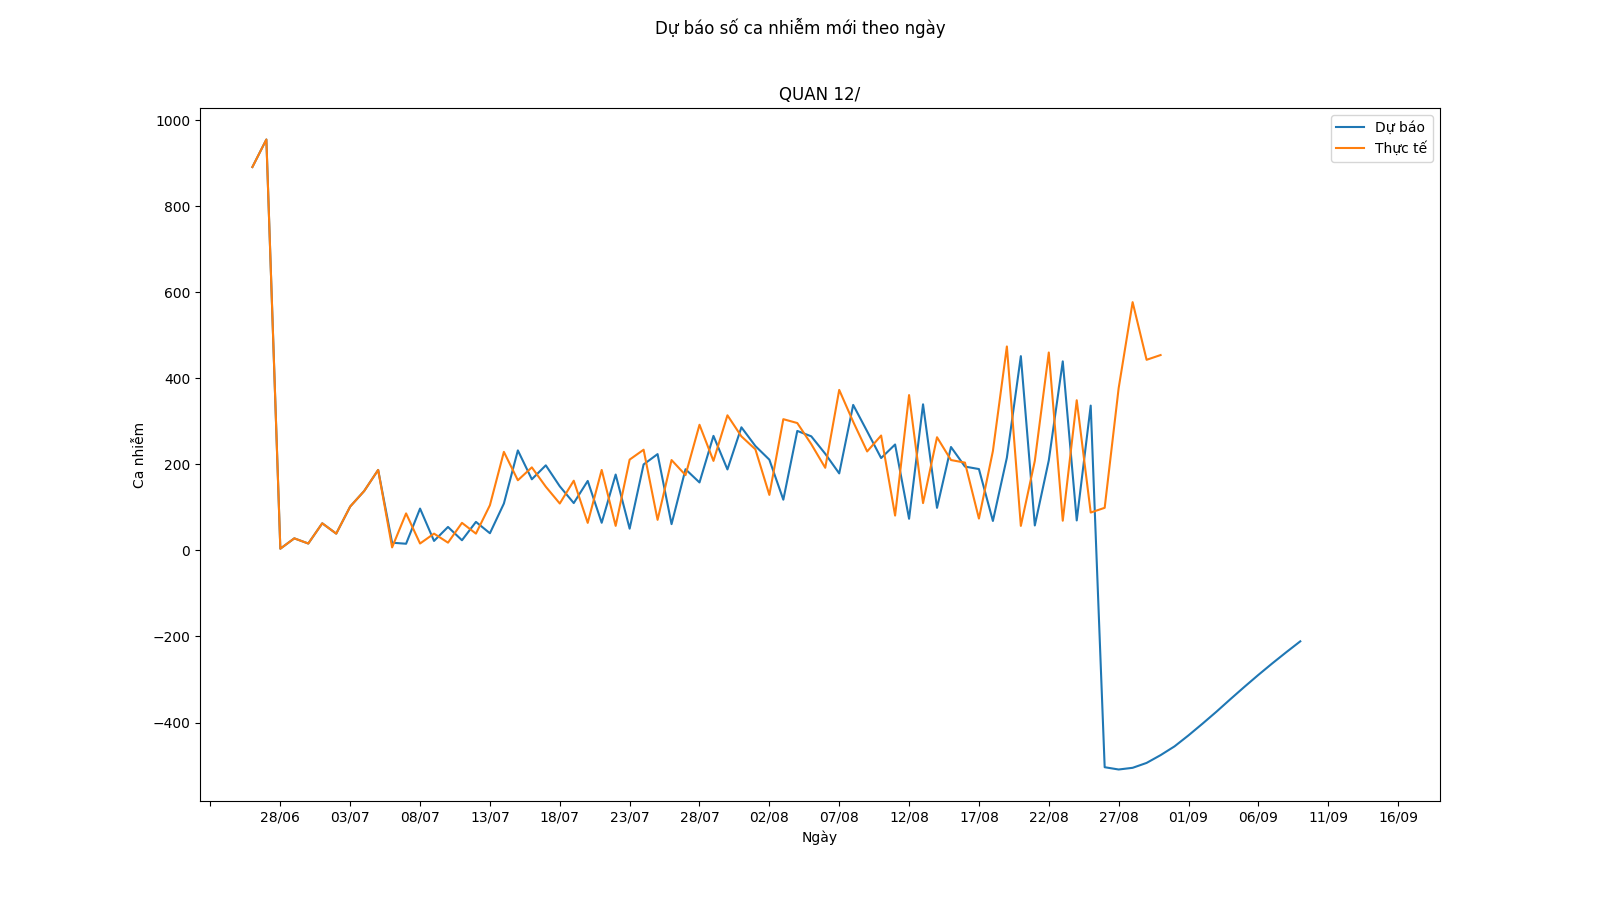 Dự báo số ca nhiễm mới theo ngày
QUAN 12/
Dự báo
Thực tế
1000
800
600
400
200
0
−200
−400
Ca nhiễm
28/06 03/07 08/07 13/07 18/07 23/07 28/07 02/08 07/08 12/08 17/08 22/08 27/08 01/09 06/09 11/09 16/09
Ngày